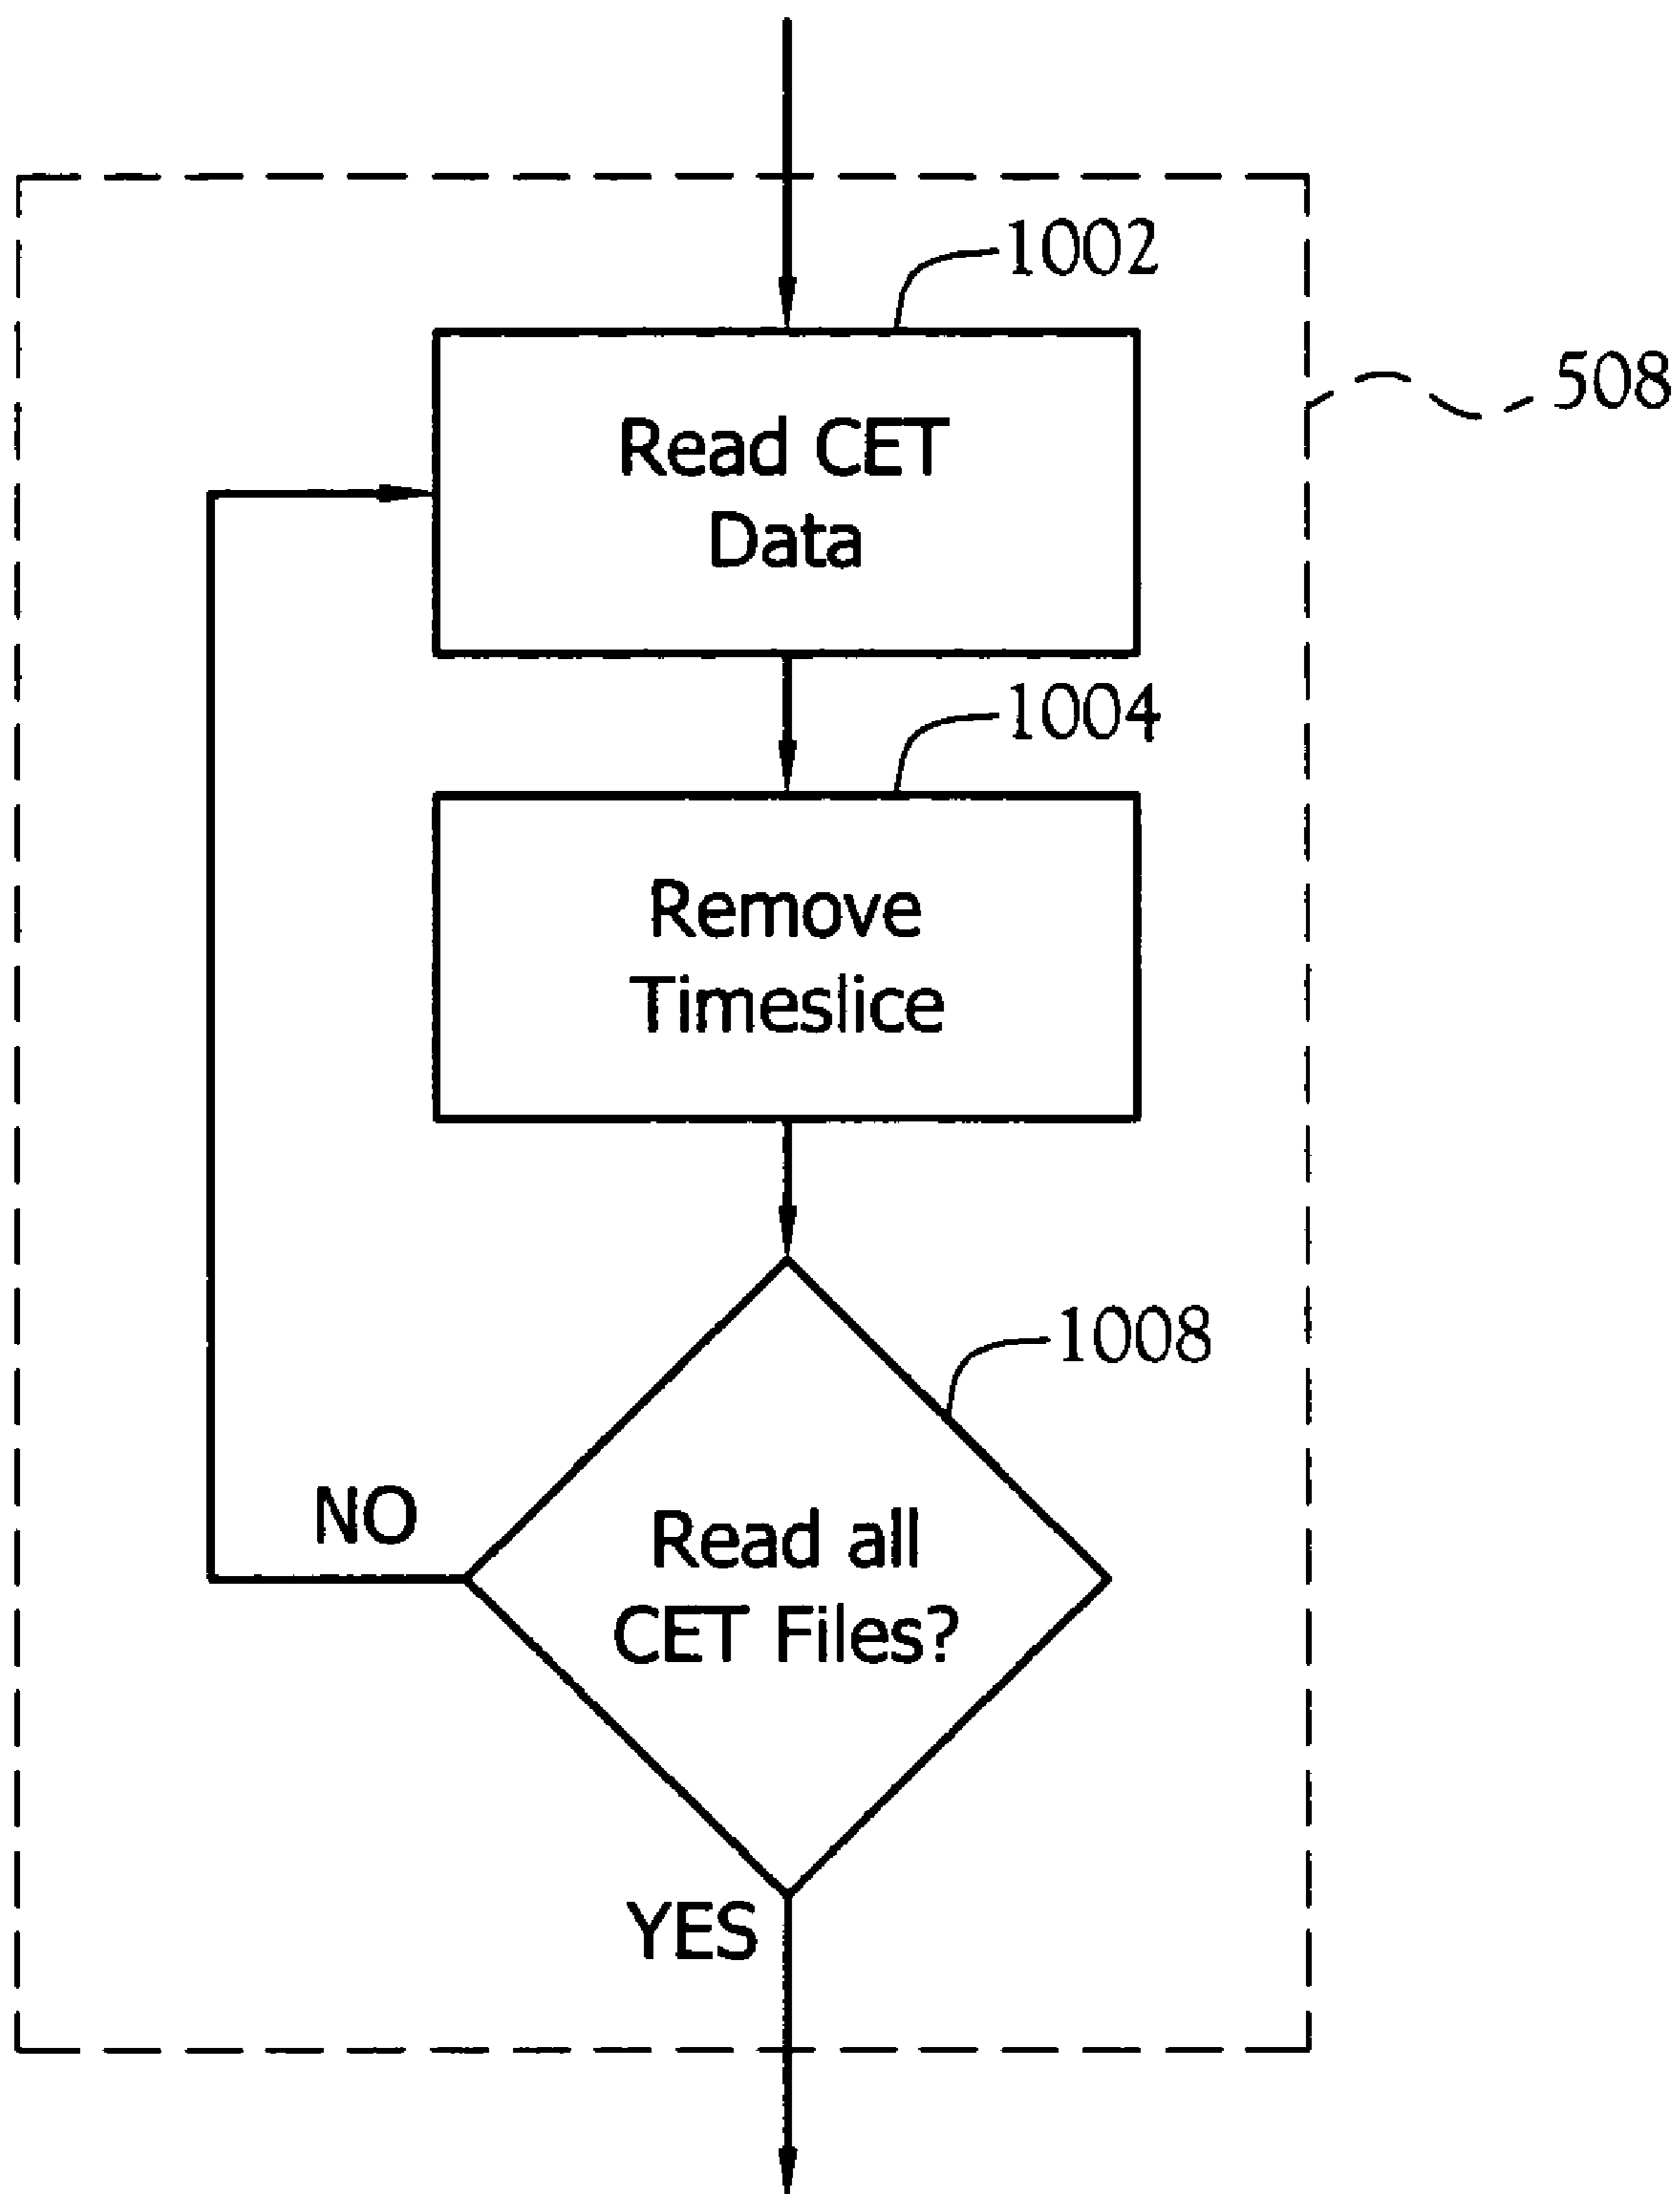 1002
508
Read CET
Data
1004
Remove
Timeslice
1008
NO
Read all
CET Files?
YES